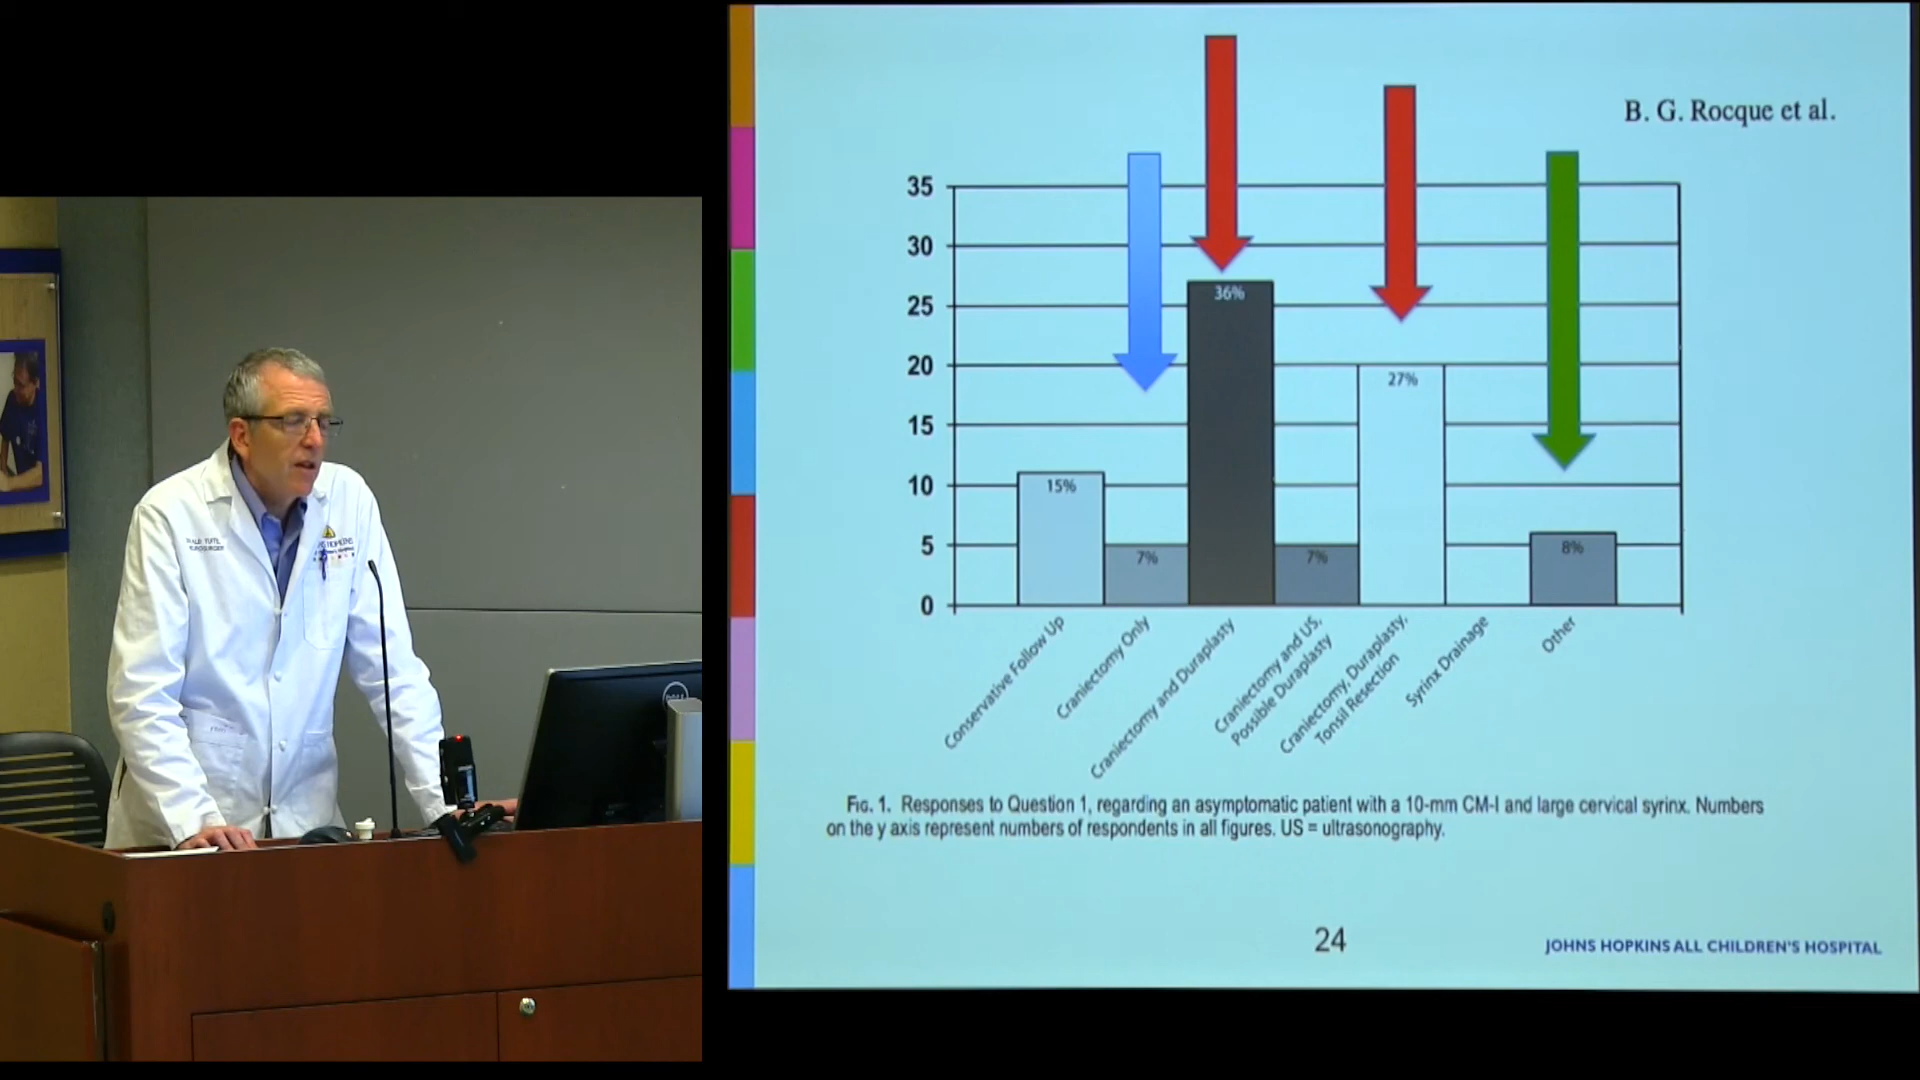 B. G. Rocque et al.
35
30
25
20
15
10
5
0
15%
7%
36%
7%
27%
8%
Conservative Follow Up
Craniectomy Only
Craniectomy and Duraplasty
Craniectomy and US,
Possible Duraplasty
Craniectomy, Duraplasty,
Tonsil Resection
Syrinx Drainage
Other
FIG. 1. Responses to Question 1, regarding an asymptomatic patient with a 10-mm CM-I and large cervical syrinx. Numbers
on the y axis represent numbers of respondents in all figures. US = ultrasonography.
24
JOHNS HOPKINS ALL CHILDREN'S HOSPITAL
DELL